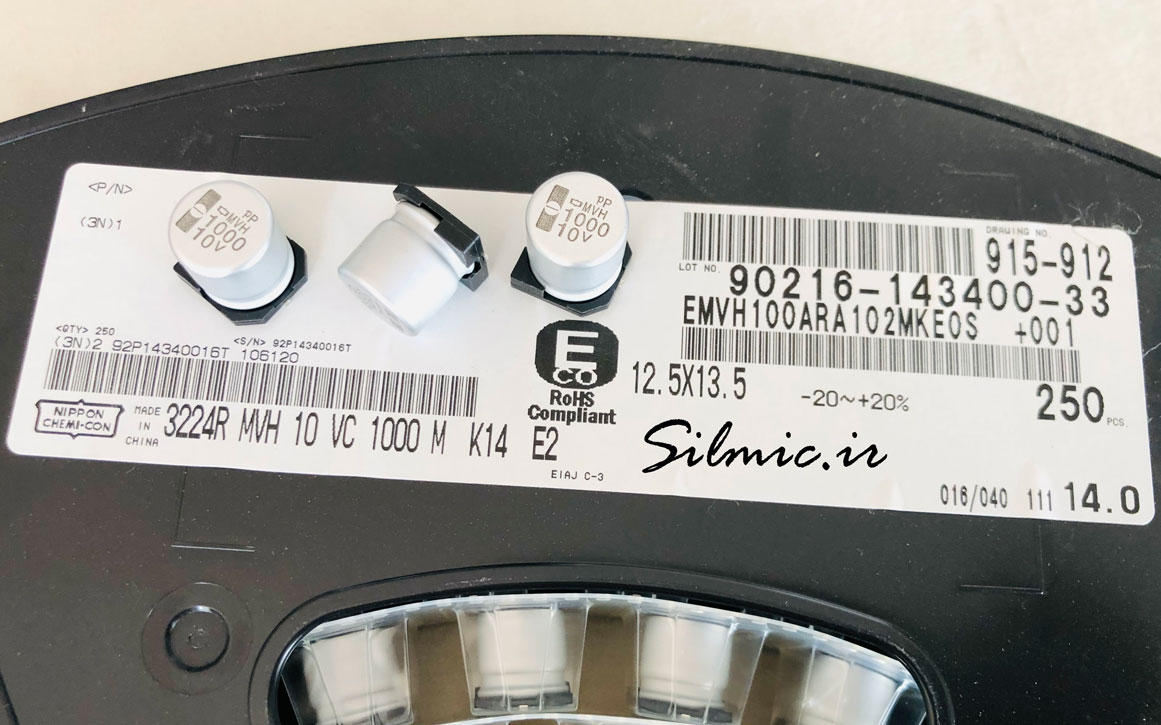 <P/N>
(3N)1
PP
MVH
1000
10V
PP
MVH
1000
10V
DRAWING NO.
915-912
LOT NO. 90216-143400-33
EMVH100ARA102MKE0S +001
<QTY> 250 <S/N> 92P14340016T
(3N)2 92P14340016T 106120
E
CO
RoHS
Compliant
12.5X13.5 -20~+20% 250 PCS.
NIPPON
CHEMI-CON
MADE
IN
CHINA
3224R MVH 10 VC 1000 M K14 E2
EIAJ C-3
Silmic.ir
016/040 111 14.0